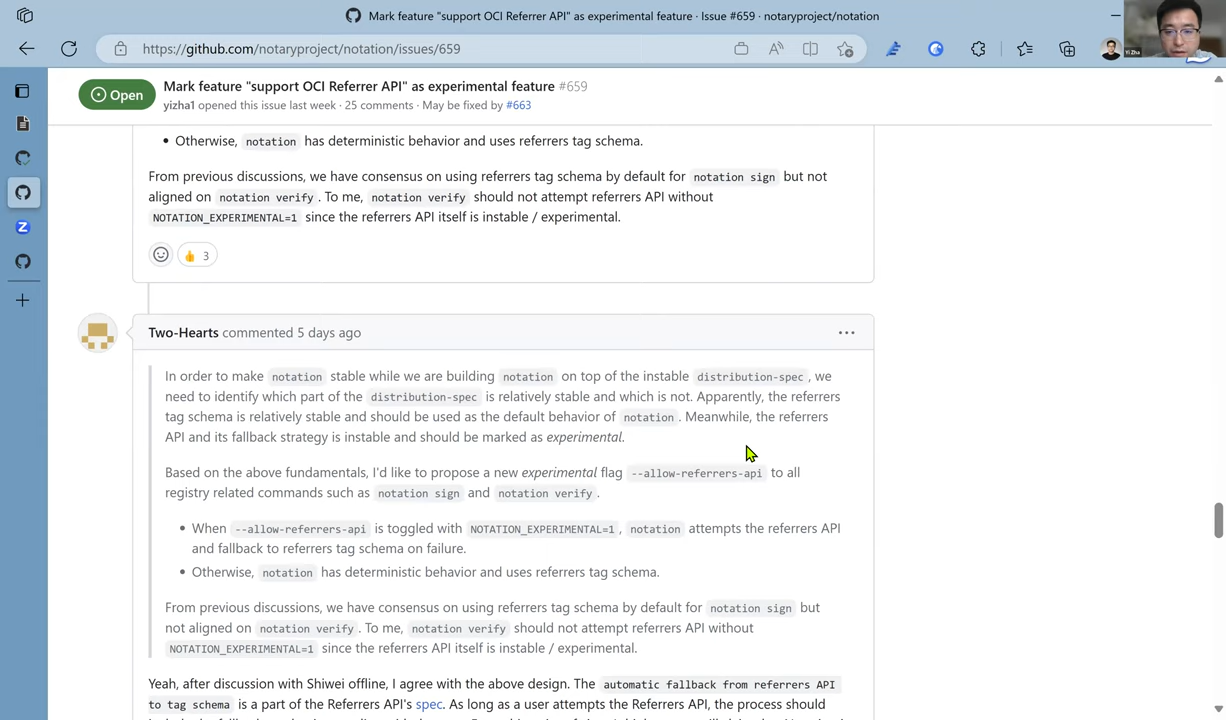 Mark feature "support OCI Referrer API" as experimental feature · Issue #659 · notaryproject/notation
https://github.com/notaryproject/notation/issues/659
Yi Zha
Open
Mark feature "support OCI Referrer API" as experimental feature #659
yizha1 opened this issue last week · 25 comments · May be fixed by #663
• Otherwise, notation has deterministic behavior and uses referrers tag schema.
From previous discussions, we have consensus on using referrers tag schema by default for notation sign but not
aligned on notation verify. To me, notation verify should not attempt referrers API without
NOTATION_EXPERIMENTAL=1 since the referrers API itself is instable / experimental.
👍 3
Two-Hearts commented 5 days ago
In order to make notation stable while we are building notation on top of the instable distribution-spec, we
need to identify which part of the distribution-spec is relatively stable and which is not. Apparently, the referrers
tag schema is relatively stable and should be used as the default behavior of notation. Meanwhile, the referrers
API and its fallback strategy is instable and should be marked as experimental.
Based on the above fundamentals, I'd like to propose a new experimental flag --allow-referrers-api to all
registry related commands such as notation sign and notation verify.
• When --allow-referrers-api is toggled with NOTATION_EXPERIMENTAL=1, notation attempts the referrers API
and fallback to referrers tag schema on failure.
• Otherwise, notation has deterministic behavior and uses referrers tag schema.
From previous discussions, we have consensus on using referrers tag schema by default for notation sign but
not aligned on notation verify. To me, notation verify should not attempt referrers API without
NOTATION_EXPERIMENTAL=1 since the referrers API itself is instable / experimental.
Yeah, after discussion with Shiwei offline, I agree with the above design. The automatic fallback from referrers API
to tag schema is a part of the Referrers API's spec. As long as a user attempts the Referrers API, the process should